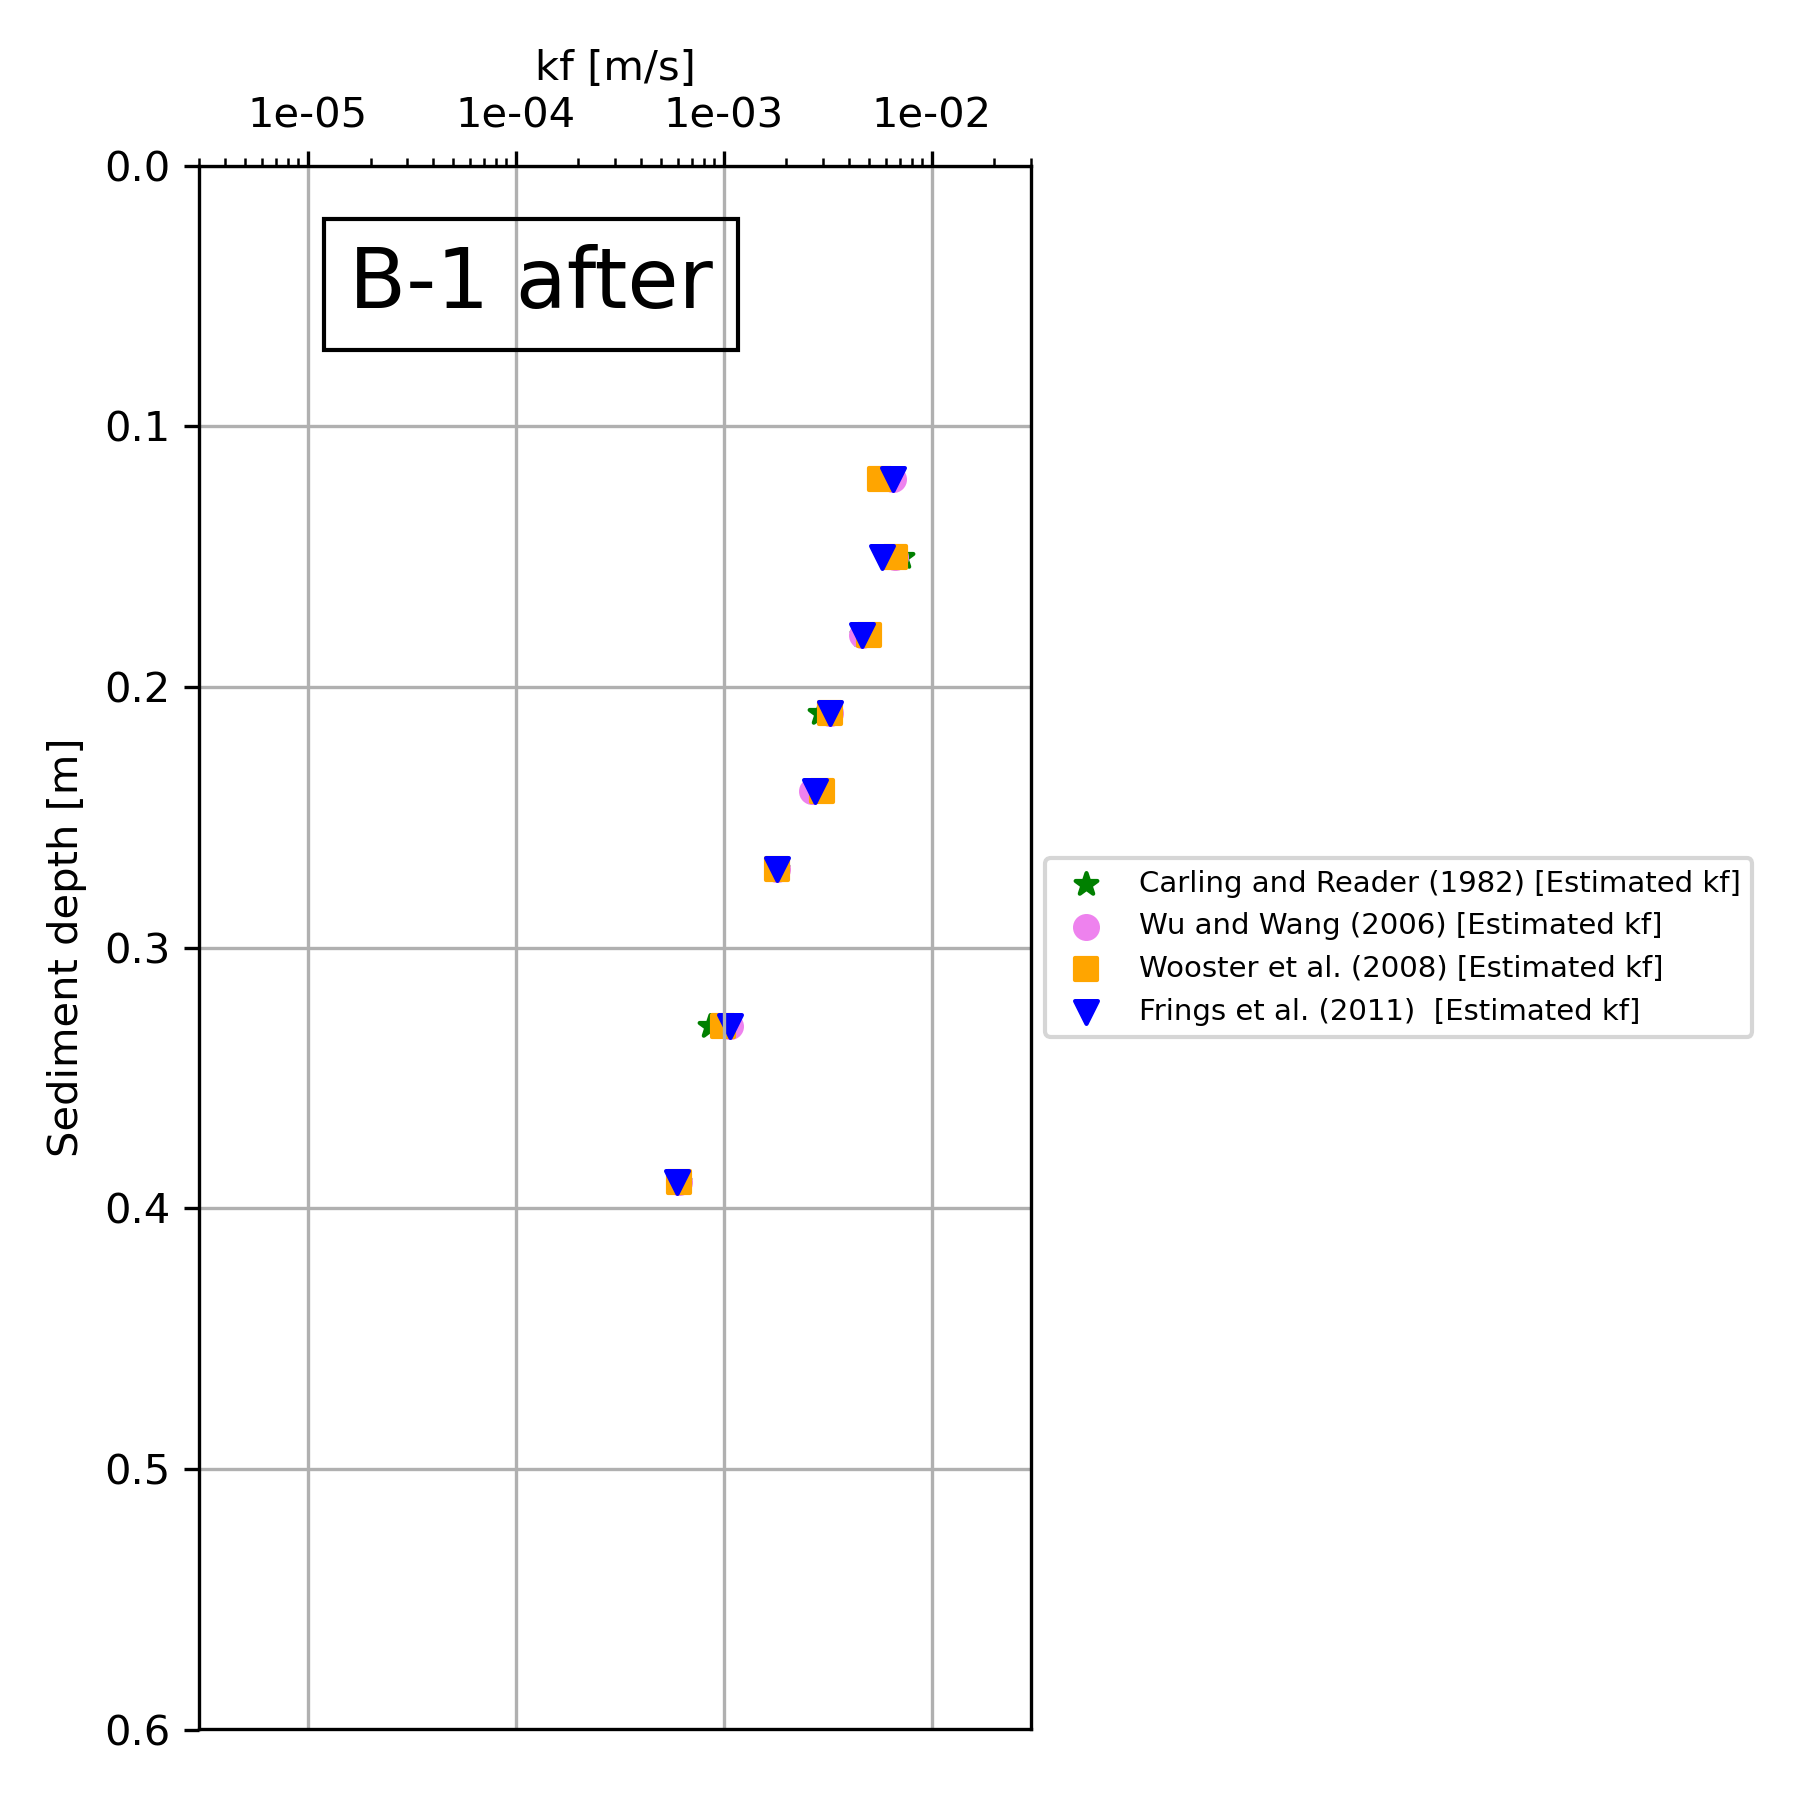 kf [m/s]
1e-05 1e-04 1e-03 1e-02
0.0
B-1 after
0.1
0.2
0.3
0.4
0.5
0.6
Sediment depth [m]
Carling and Reader (1982) [Estimated kf]
Wu and Wang (2006) [Estimated kf]
Wooster et al. (2008) [Estimated kf]
Frings et al. (2011)  [Estimated kf]